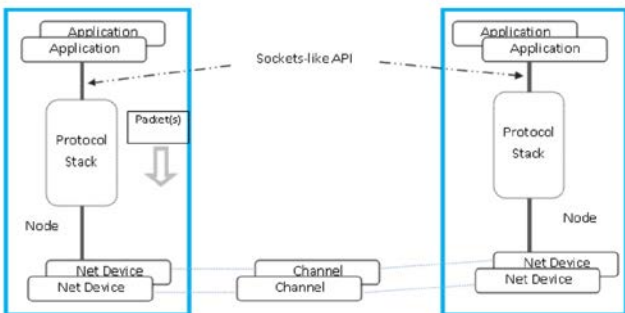 Application
Application
Application
Application
Sockets-like API
Packet(s)
Protocol
Stack
Protocol
Stack
Node
Node
Net Device
Net Device
Channel
Channel
Net Device
Net Device